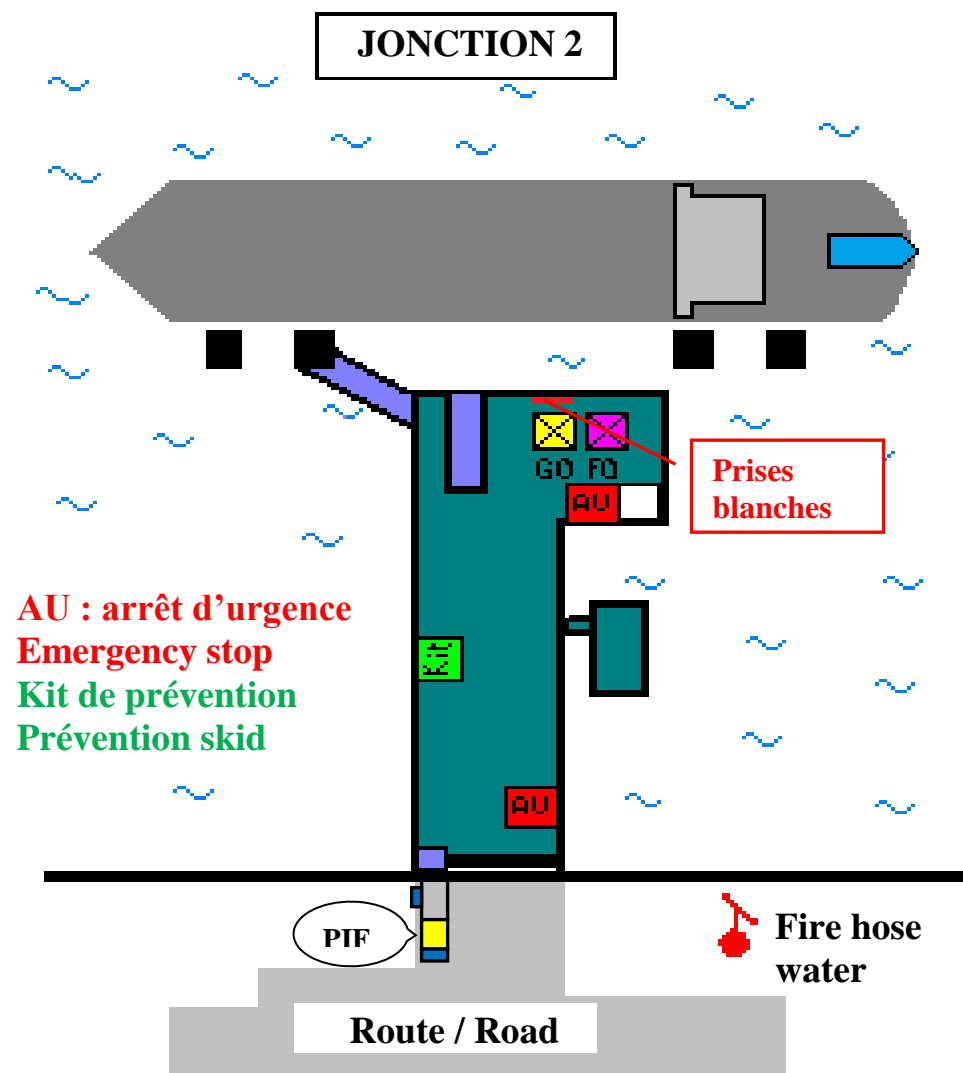 JONCTION 2
GO FO
AU
Prises
blanches
AU : arrêt d’urgence
Emergency stop
Kit de prévention
Prévention skid
Kit
AU
PIF
Fire hose
water
Route / Road